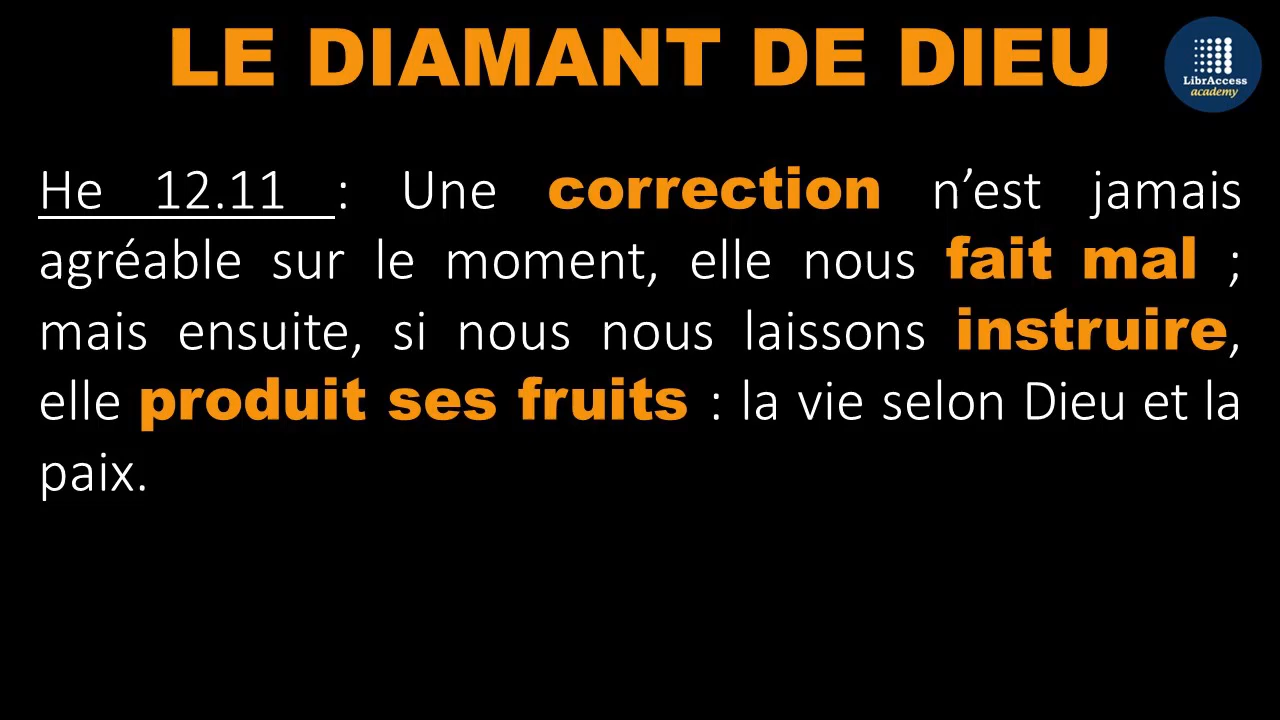 LE DIAMANT DE DIEU
LibrAccess
academy
He 12.11 : Une correction n’est jamais
agréable sur le moment, elle nous fait mal ;
mais ensuite, si nous nous laissons instruire,
elle produit ses fruits : la vie selon Dieu et la
paix.